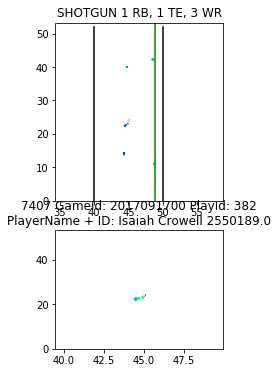 SHOTGUN 1 RB, 1 TE, 3 WR
50
40
30
20
10
0
35 40 45 50 55
7407 GameId: 2017091700 PlayId: 382
PlayerName + ID: Isaiah Crowell 2550189.0
40
20
0
40.0 42.5 45.0 47.5